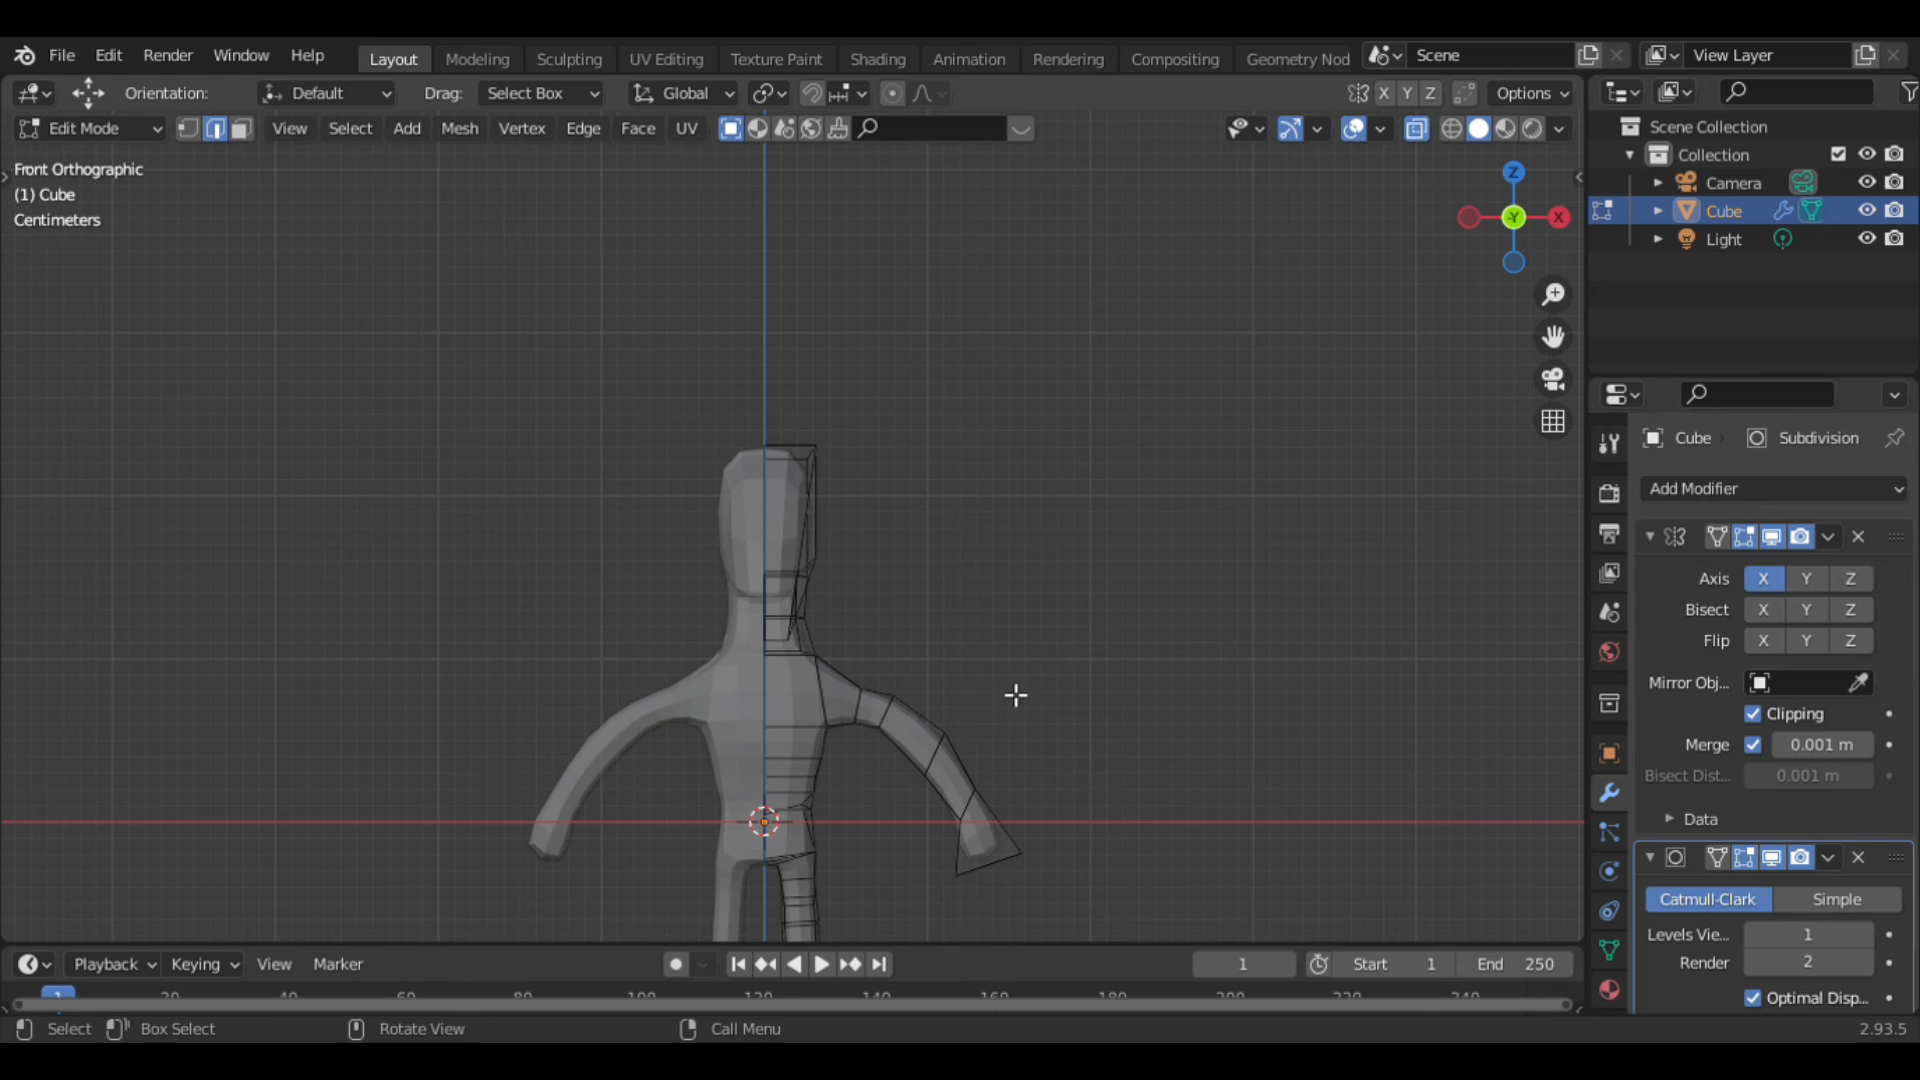 File Edit Render Window Help Layout Modeling Sculpting UV Editing Texture Paint Shading Animation Rendering Compositing Geometry Nod Scene View Layer
Orientation: Default Drag: Select Box Global X Y Z Options
Edit Mode View Select Add Mesh Vertex Edge Face UV
Front Orthographic
(1) Cube
Centimeters
Z
-Y
X
Scene Collection
Collection
Camera
Cube
Light
Cube Subdivision
Add Modifier
Axis X Y Z
Bisect X Y Z
Flip X Y Z
Mirror Obj...
Clipping
Merge 0.001 m
Bisect Dist... 0.001 m
Data
Catmull-Clark Simple
Levels Vie... 1
Render 2
Optimal Disp...
Playback Keying View Marker 1 Start 1 End 250
1
Select Box Select Rotate View Call Menu 2.93.5